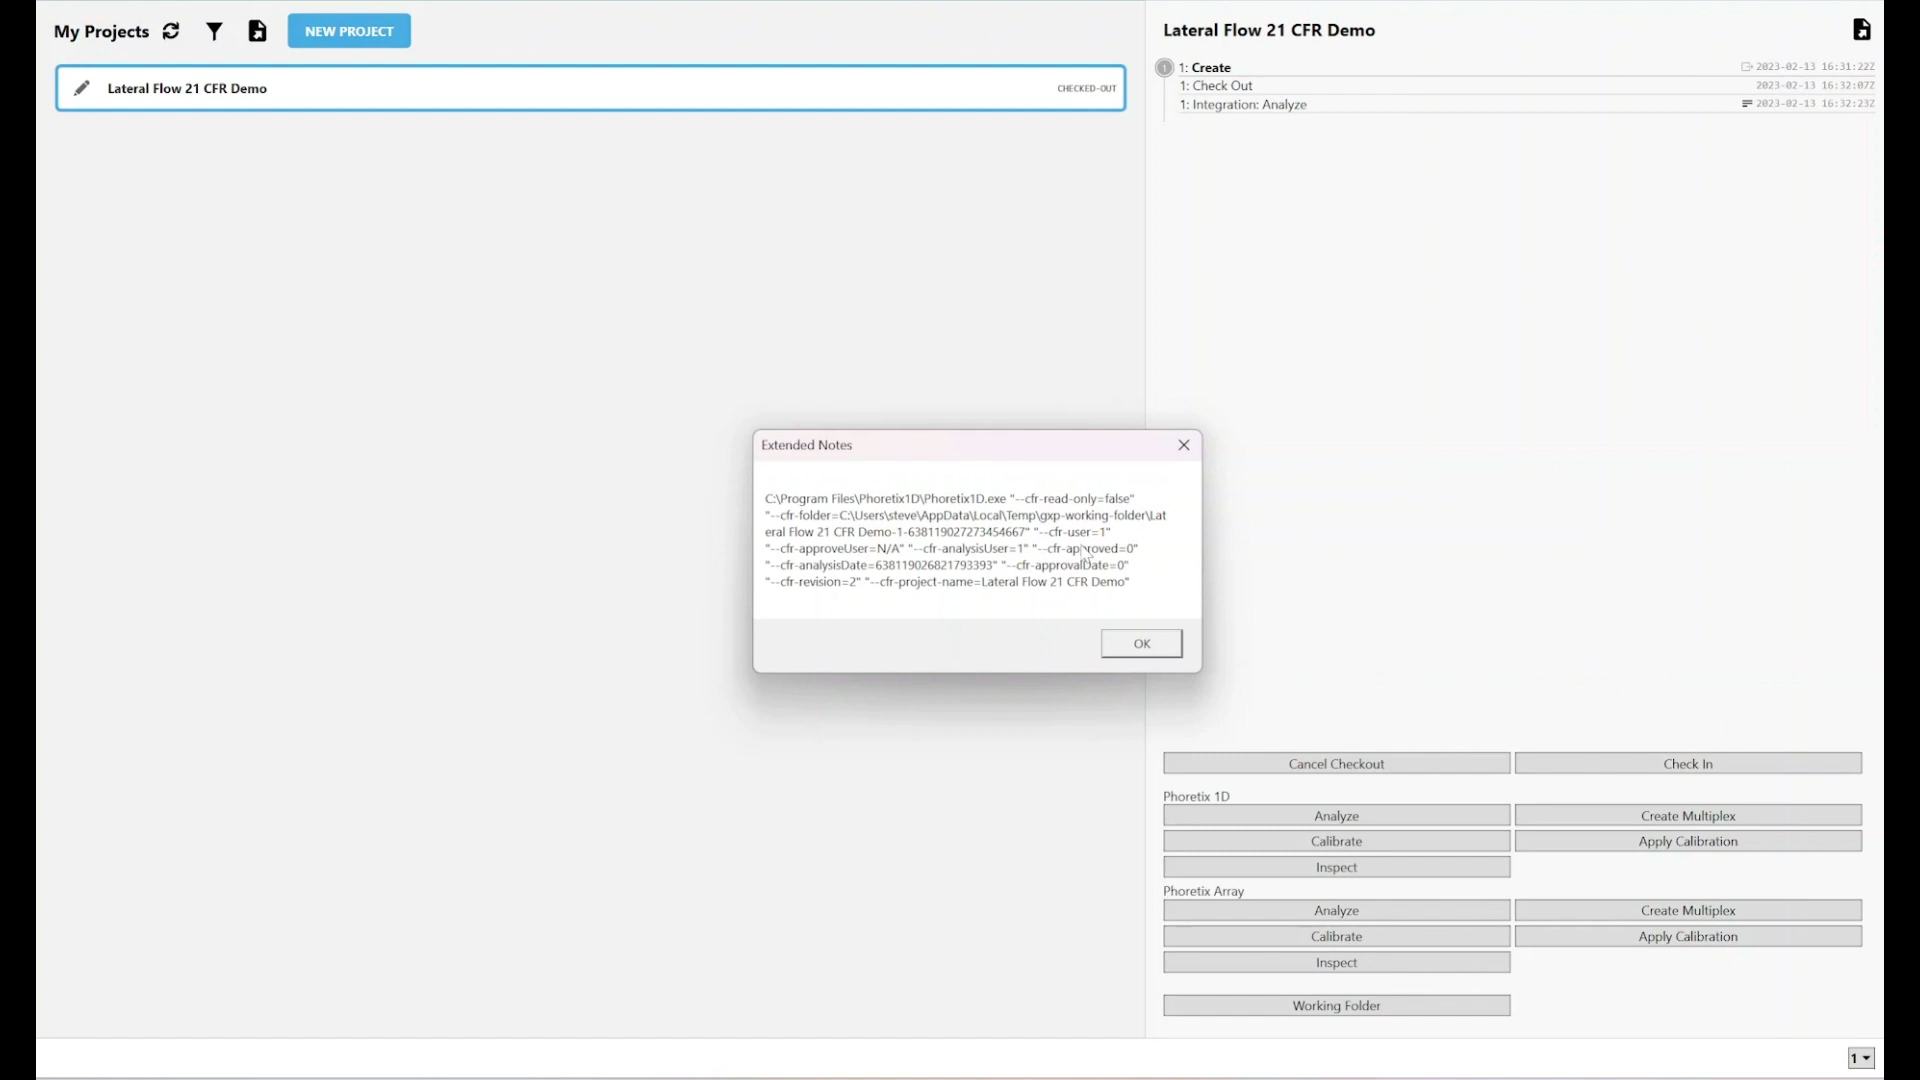 My Projects
NEW PROJECT
Lateral Flow 21 CFR Demo
CHECKED-OUT
Lateral Flow 21 CFR Demo
1
1: Create
2023-02-13 16:31:22Z
1: Check Out
2023-02-13 16:32:07Z
1: Integration: Analyze
2023-02-13 16:32:23Z
Extended Notes
C:\Program Files\Phoretix1D\Phoretix1D.exe "--cfr-read-only=false"
"--cfr-folder=C:\Users\steve\AppData\Local\Temp\gxp-working-folder\Lat
eral Flow 21 CFR Demo-1-638119027273454667" "--cfr-user=1"
"--cfr-approveUser=N/A" "--cfr-analysisUser=1" "--cfr-approved=0"
"--cfr-analysisDate=638119026821793393" "--cfr-approvalDate=0"
"--cfr-revision=2" "--cfr-project-name=Lateral Flow 21 CFR Demo"
OK
Cancel Checkout
Check In
Phoretix 1D
Analyze
Create Multiplex
Calibrate
Apply Calibration
Inspect
Phoretix Array
Analyze
Create Multiplex
Calibrate
Apply Calibration
Inspect
Working Folder
1